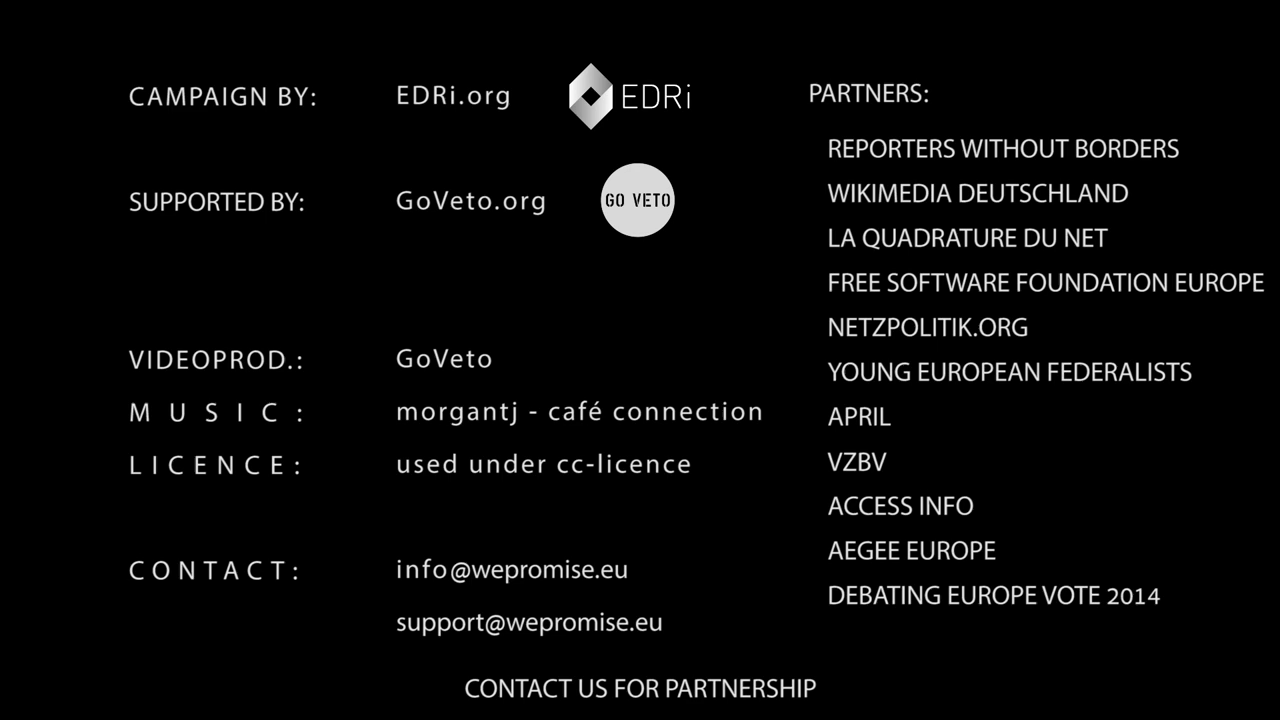 CAMPAIGN BY: EDRi.org EDRi
SUPPORTED BY: GoVeto.org GO VETO
VIDEOPROD.: GoVeto
MUSIC: morgantj - café connection
LICENCE: used under cc-licence
CONTACT: info@wepromise.eu
support@wepromise.eu
PARTNERS:
REPORTERS WITHOUT BORDERS
WIKIMEDIA DEUTSCHLAND
LA QUADRATURE DU NET
FREE SOFTWARE FOUNDATION EUROPE
NETZPOLITIK.ORG
YOUNG EUROPEAN FEDERALISTS
APRIL
VZBV
ACCESS INFO
AEGEE EUROPE
DEBATING EUROPE VOTE 2014
CONTACT US FOR PARTNERSHIP